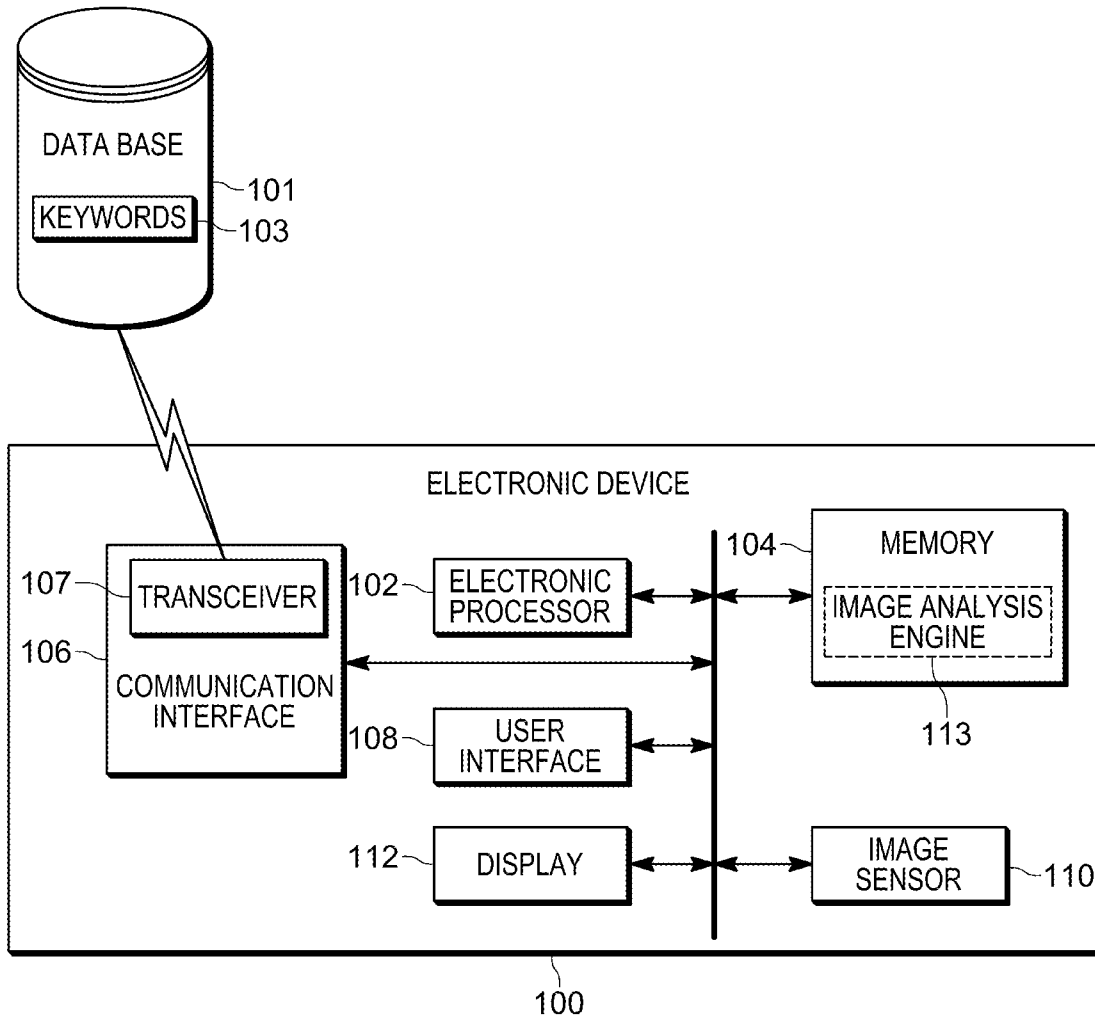 DATA BASE
101
KEYWORDS
103
ELECTRONIC DEVICE
107
TRANSCEIVER
106
COMMUNICATION
INTERFACE
102
ELECTRONIC
PROCESSOR
104
MEMORY
IMAGE ANALYSIS
ENGINE
113
108
USER
INTERFACE
112
DISPLAY
IMAGE
SENSOR
110
100